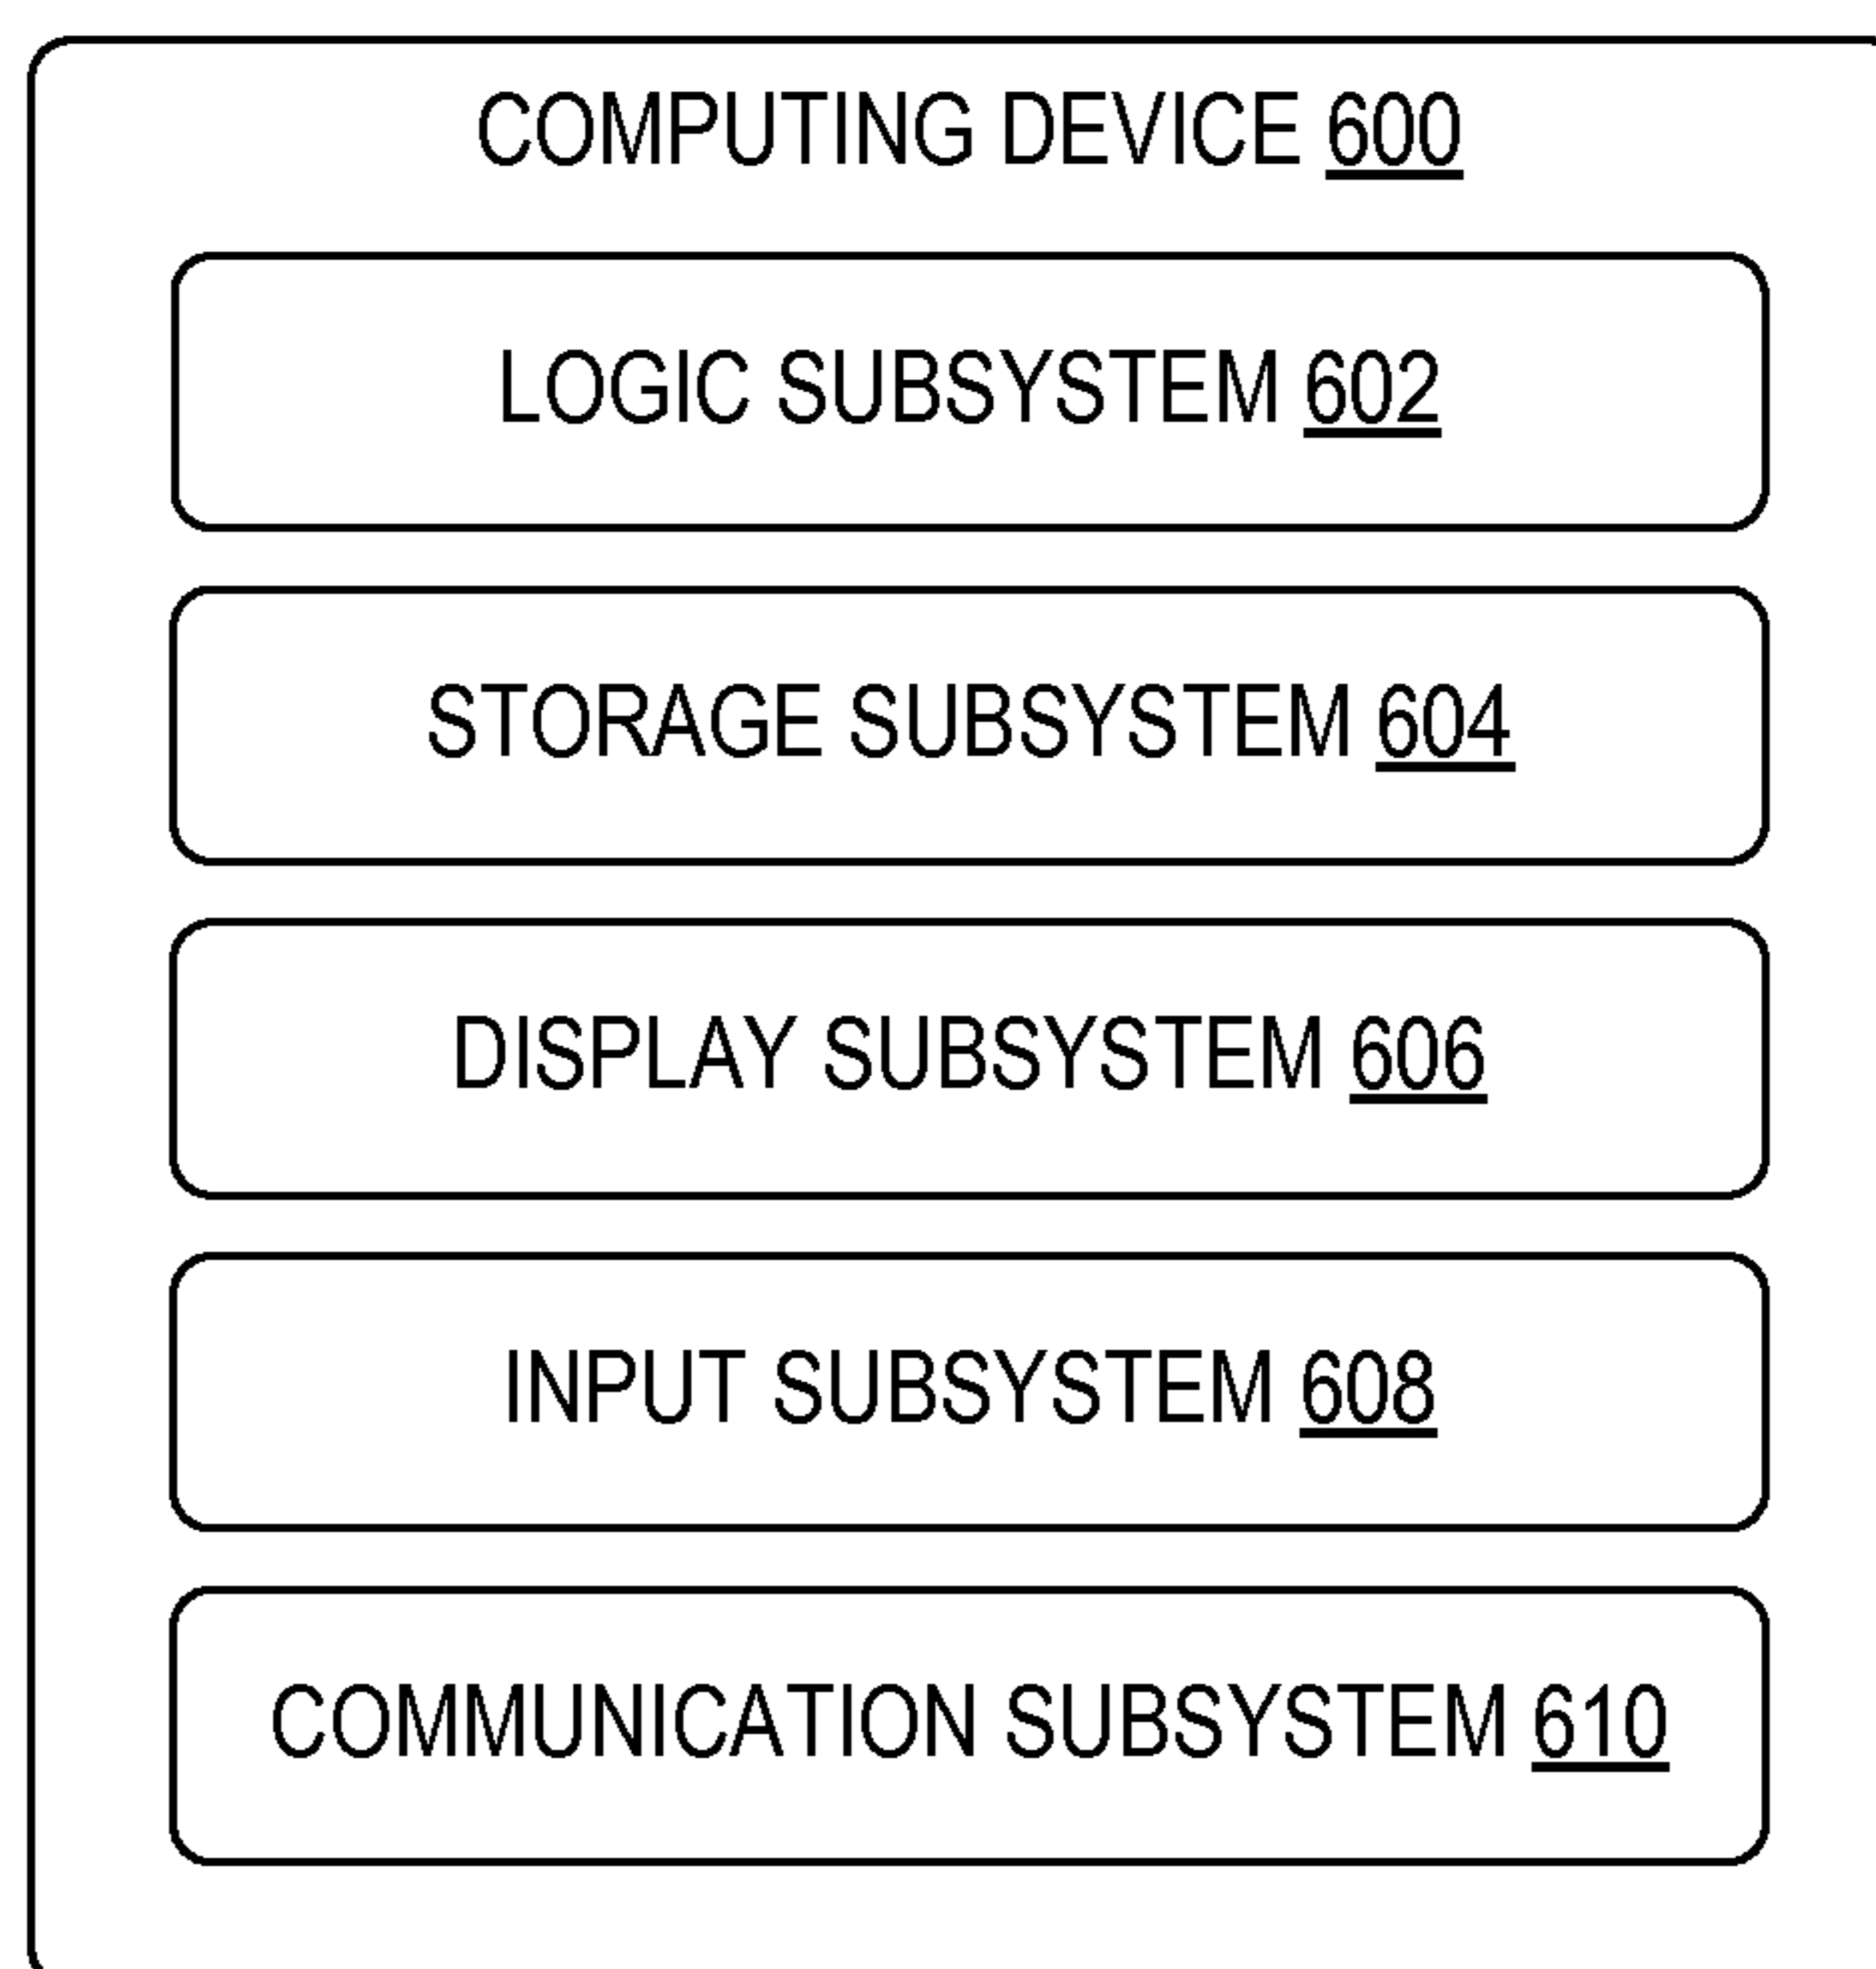 COMPUTING DEVICE 600
LOGIC SUBSYSTEM 602
STORAGE SUBSYSTEM 604
DISPLAY SUBSYSTEM 606
INPUT SUBSYSTEM 608
COMMUNICATION SUBSYSTEM 610